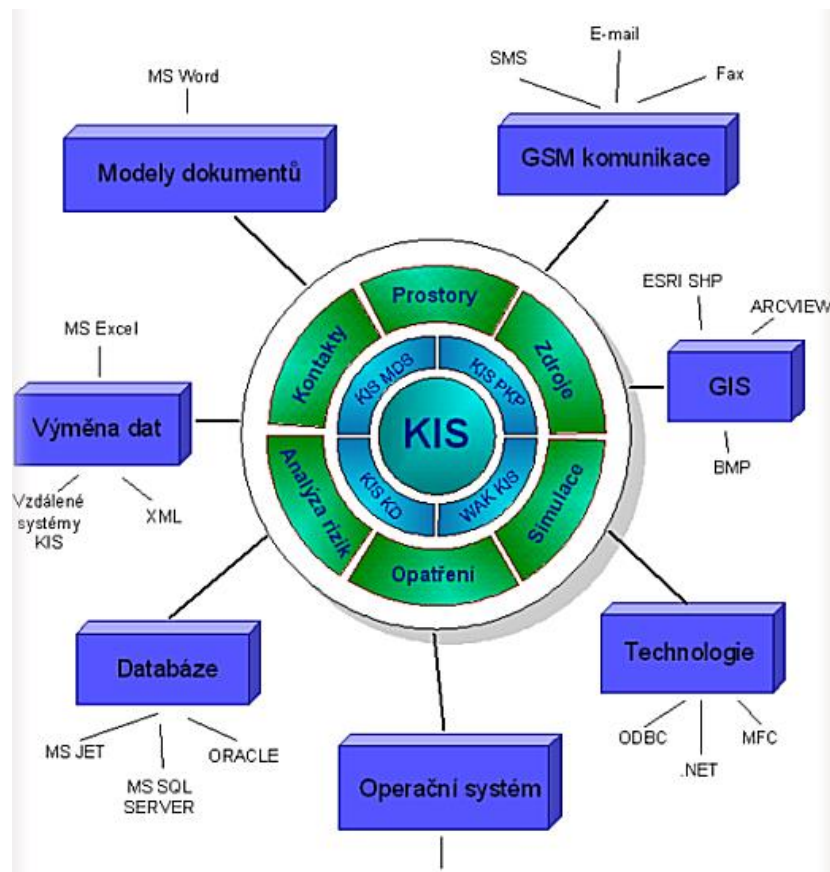 E-mail
SMS
Fax
MS Word
Modely dokumentů
GSM komunikace
Prostory
Kontakty
Zdroje
KIS MDS
KIS PKP
KIS
KIS KD
WAK KIS
Analýza rizik
Simulace
Opatření
ESRI SHP
ARCVIEW
GIS
BMP
MS Excel
Výměna dat
Vzdálené
systémy
KIS
XML
Databáze
MS JET
MS SQL
SERVER
ORACLE
Technologie
ODBC
.NET
MFC
Operační systém